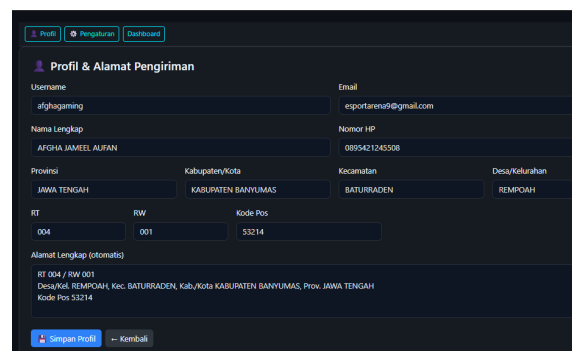 Profil Pengaturan Dashboard
Profil & Alamat Pengiriman
Username Email
afghagaming esportarena9@gmail.com
Nama Lengkap Nomor HP
AFGHA JAMEEL AUFAN 0895421245508
Provinsi Kabupaten/Kota Kecamatan Desa/Kelurahan
JAWA TENGAH KABUPATEN BANYUMAS BATURRADEN REMPOAH
RT RW Kode Pos
004 001 53214
Alamat Lengkap (otomatis)
RT 004 / RW 001
Desa/Kel. REMPOAH, Kec. BATURRADEN, Kab./Kota KABUPATEN BANYUMAS, Prov. JAWA TENGAH
Kode Pos 53214
Simpan Profil ← Kembali